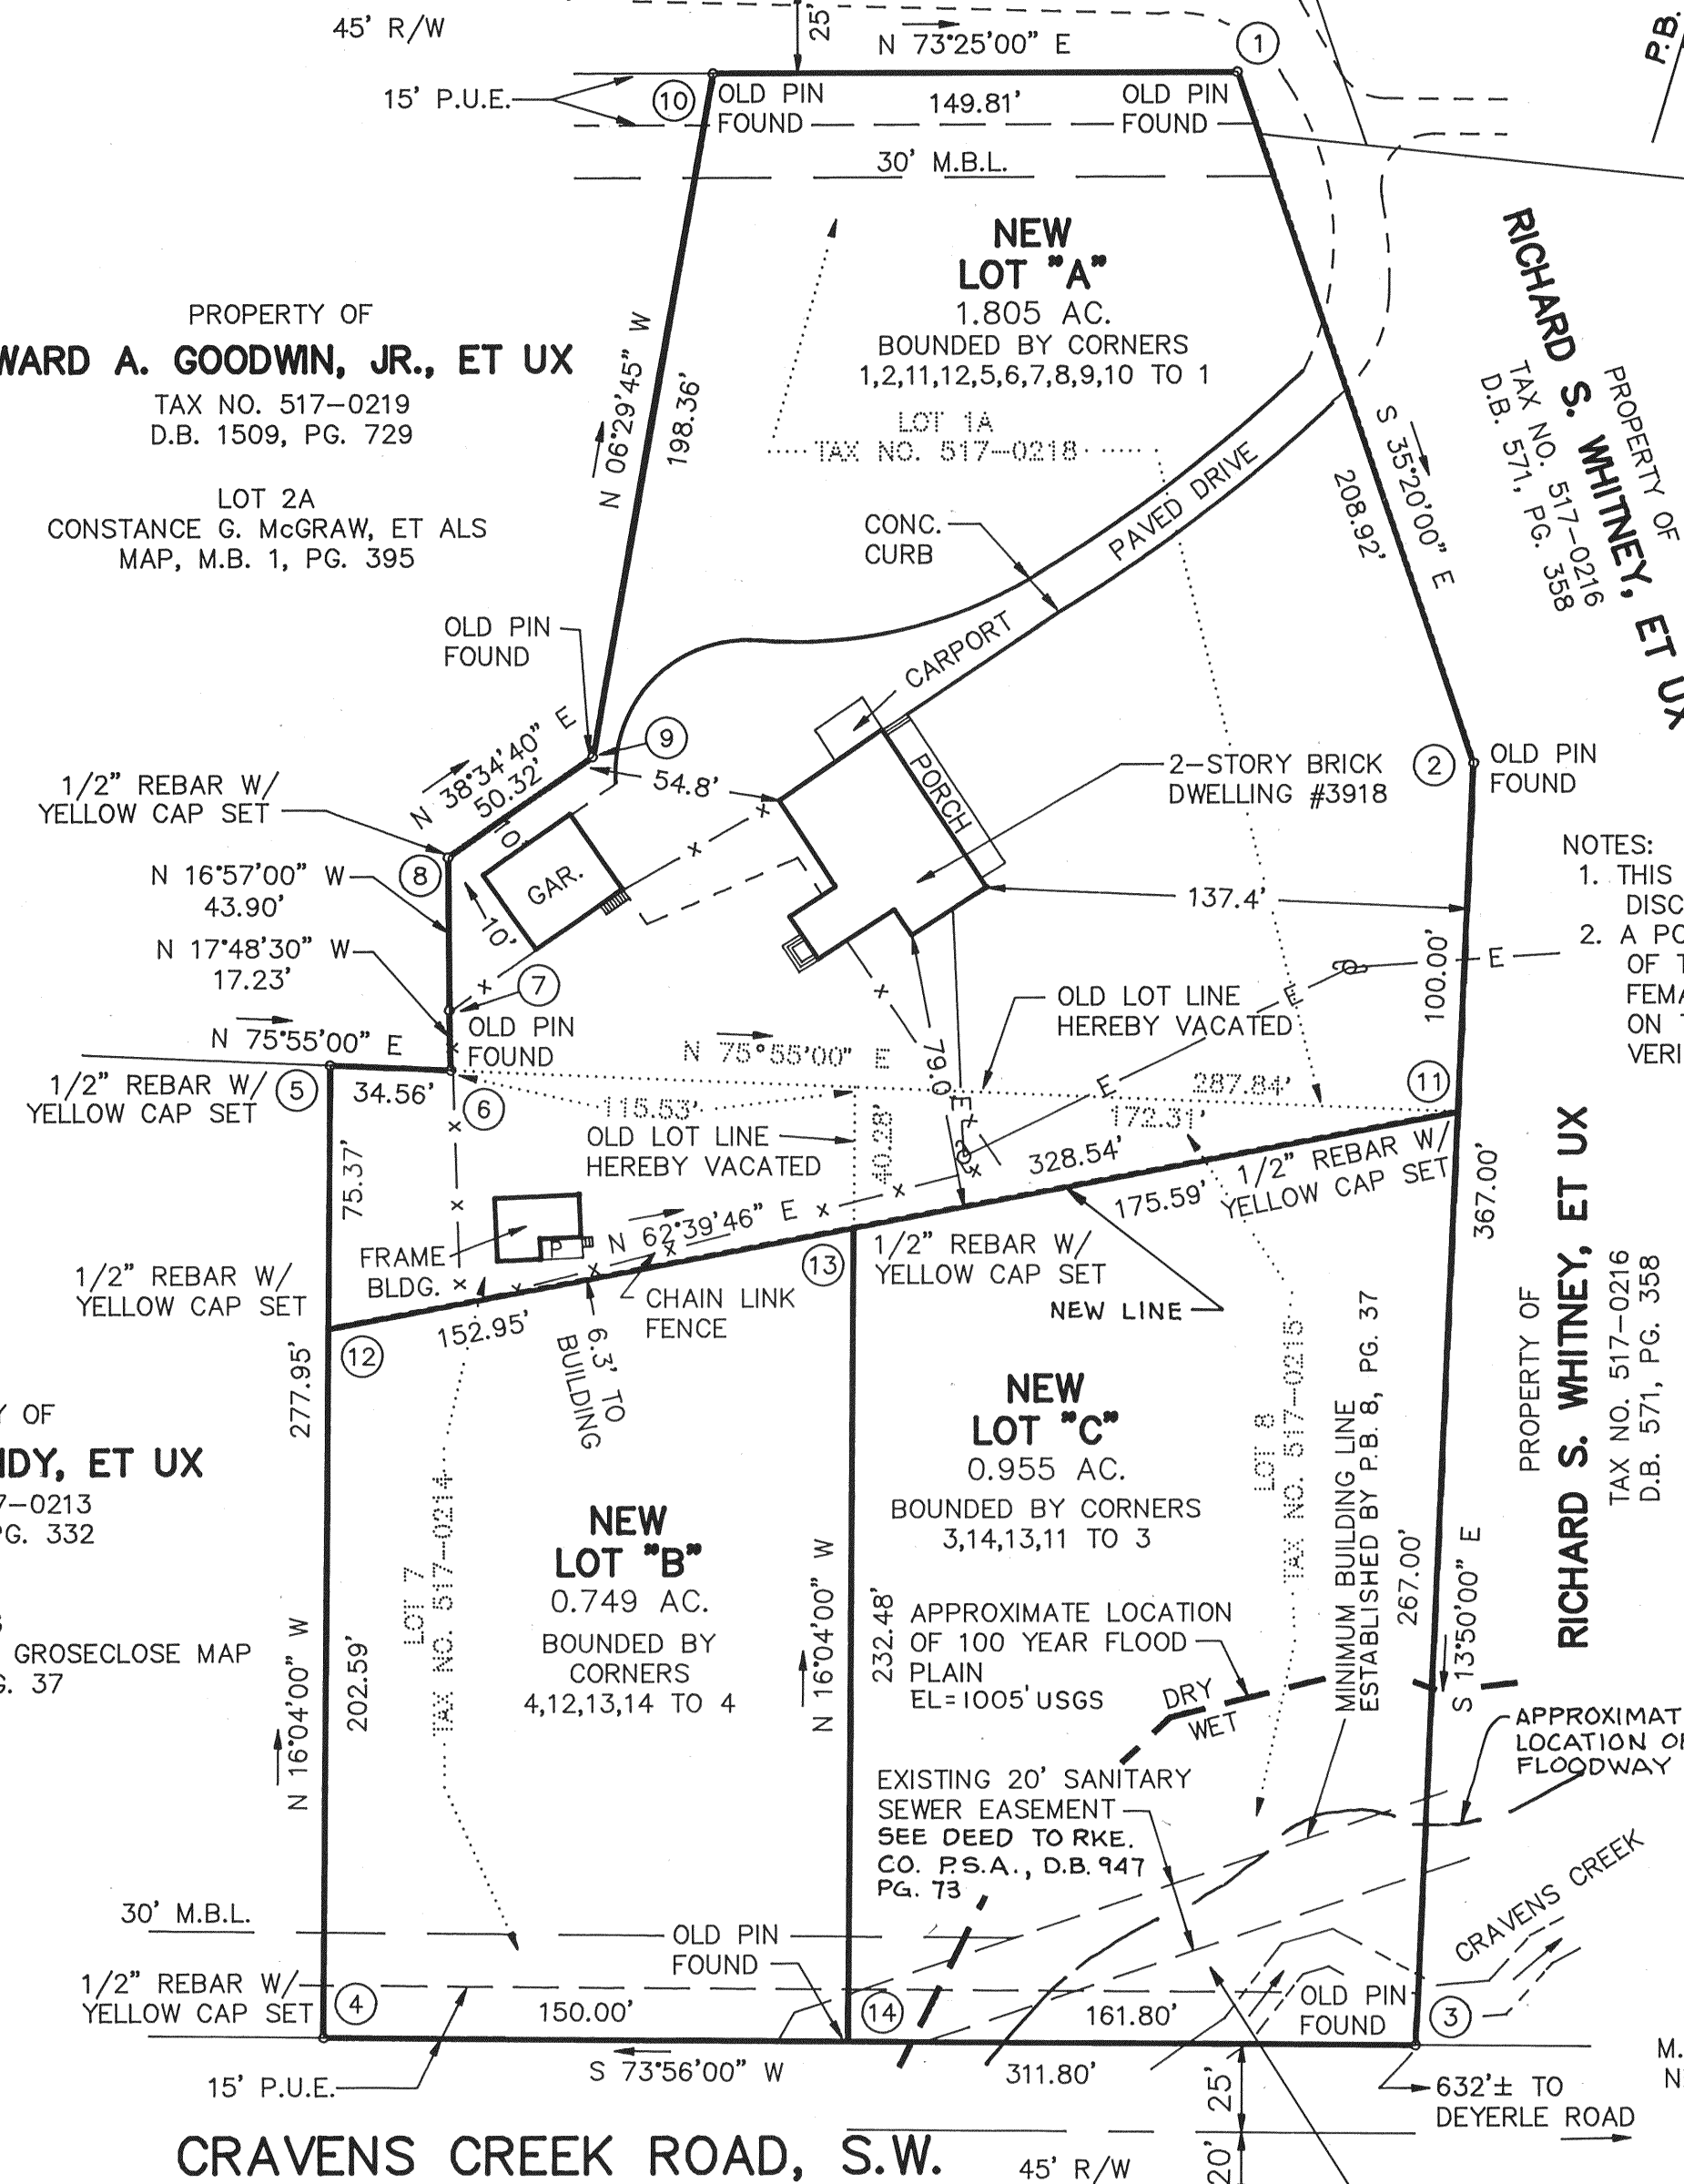 45' R/W
25'
N 73°25'00" E
1
P.B.
15' P.U.E.
10
OLD PIN
FOUND
149.81'
OLD PIN
FOUND
30' M.B.L.
NEW
LOT "A"
1.805 AC.
BOUNDED BY CORNERS
1,2,11,12,5,6,7,8,9,10 TO 1
LOT 1A
TAX NO. 517-0218
PROPERTY OF
WARD A. GOODWIN, JR., ET UX
TAX NO. 517-0219
D.B. 1509, PG. 729
LOT 2A
CONSTANCE G. McGRAW, ET ALS
MAP, M.B. 1, PG. 395
N 06°29'45" W
198.36'
S 35°20'00" E
208.92'
PROPERTY OF
RICHARD S. WHITNEY, ET UX
TAX NO. 517-0216
D.B. 571, PG. 358
CONC.
CURB
PAVED DRIVE
CARPORT
OLD PIN
FOUND
9
N 38°34'40" E
50.32'
54.8'
1/2" REBAR W/
YELLOW CAP SET
PORCH
2-STORY BRICK
DWELLING #3918
2
OLD PIN
FOUND
10'
GAR.
10'
8
N 16°57'00" W
43.90'
N 17°48'30" W
17.23'
137.4'
NOTES:
1. THIS
DISC
2. A PO
OF T
FEMA
ON T
VERI
100.00'
E
E
E
E
7
OLD PIN
FOUND
OLD LOT LINE
HEREBY VACATED
N 75°55'00" E
N 75°55'00" E
79.0'
1/2" REBAR W/
YELLOW CAP SET
5
34.56'
6
115.53'
287.84'
172.31'
11
OLD LOT LINE
HEREBY VACATED
40.28'
328.54'
175.59'
1/2" REBAR W/
YELLOW CAP SET
75.37'
367.00'
FRAME
BLDG.
P
N 62°39'46" E
1/2" REBAR W/
YELLOW CAP SET
13
1/2" REBAR W/
YELLOW CAP SET
NEW LINE
CHAIN LINK
FENCE
152.95'
12
6.3' TO
BUILDING
277.95'
Y OF
IDY, ET UX
7-0213
PG. 332
GROSECLOSE MAP
G. 37
LOT 7
TAX NO. 517-0214
NEW
LOT "B"
0.749 AC.
BOUNDED BY
CORNERS
4,12,13,14 TO 4
NEW
LOT "C"
0.955 AC.
BOUNDED BY CORNERS
3,14,13,11 TO 3
LOT 8
TAX NO. 517-0215
MINIMUM BUILDING LINE
ESTABLISHED BY P.B. 8, PG. 37
PROPERTY OF
RICHARD S. WHITNEY, ET UX
TAX NO. 517-0216
D.B. 571, PG. 358
N 16°04'00" W
202.59'
N 16°04'00" W
232.48'
267.00'
S 13°50'00" E
APPROXIMATE LOCATION
OF 100 YEAR FLOOD
PLAIN
EL=1005' USGS
DRY
WET
APPROXIMAT
LOCATION OF
FLOODWAY
EXISTING 20' SANITARY
SEWER EASEMENT
SEE DEED TO RKE.
CO. P.S.A., D.B. 947
PG. 73
CRAVENS CREEK
30' M.B.L.
OLD PIN
FOUND
1/2" REBAR W/
YELLOW CAP SET
4
150.00'
14
161.80'
OLD PIN
FOUND
3
S 73°56'00" W
311.80'
15' P.U.E.
25'
632'± TO
DEYERLE ROAD
M.
N
CRAVENS CREEK ROAD, S.W.
45' R/W
20'